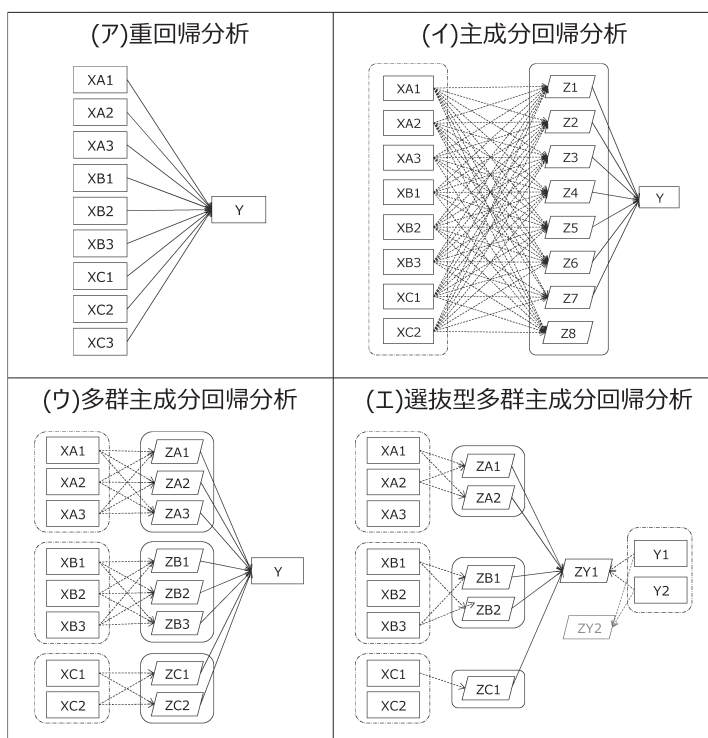 (ア)重回帰分析
XA1
XA2
XA3
XB1
XB2
XB3
XC1
XC2
XC3
Y
(イ)主成分回帰分析
XA1
XA2
XA3
XB1
XB2
XB3
XC1
XC2
Z1
Z2
Z3
Z4
Z5
Z6
Z7
Z8
Y
(ウ)多群主成分回帰分析
XA1
XA2
XA3
XB1
XB2
XB3
XC1
XC2
ZA1
ZA2
ZA3
ZB1
ZB2
ZB3
ZC1
ZC2
Y
(エ)選抜型多群主成分回帰分析
XA1
XA2
XA3
XB1
XB2
XB3
XC1
XC2
ZA1
ZA2
ZB1
ZB2
ZC1
ZY1
ZY2
Y1
Y2